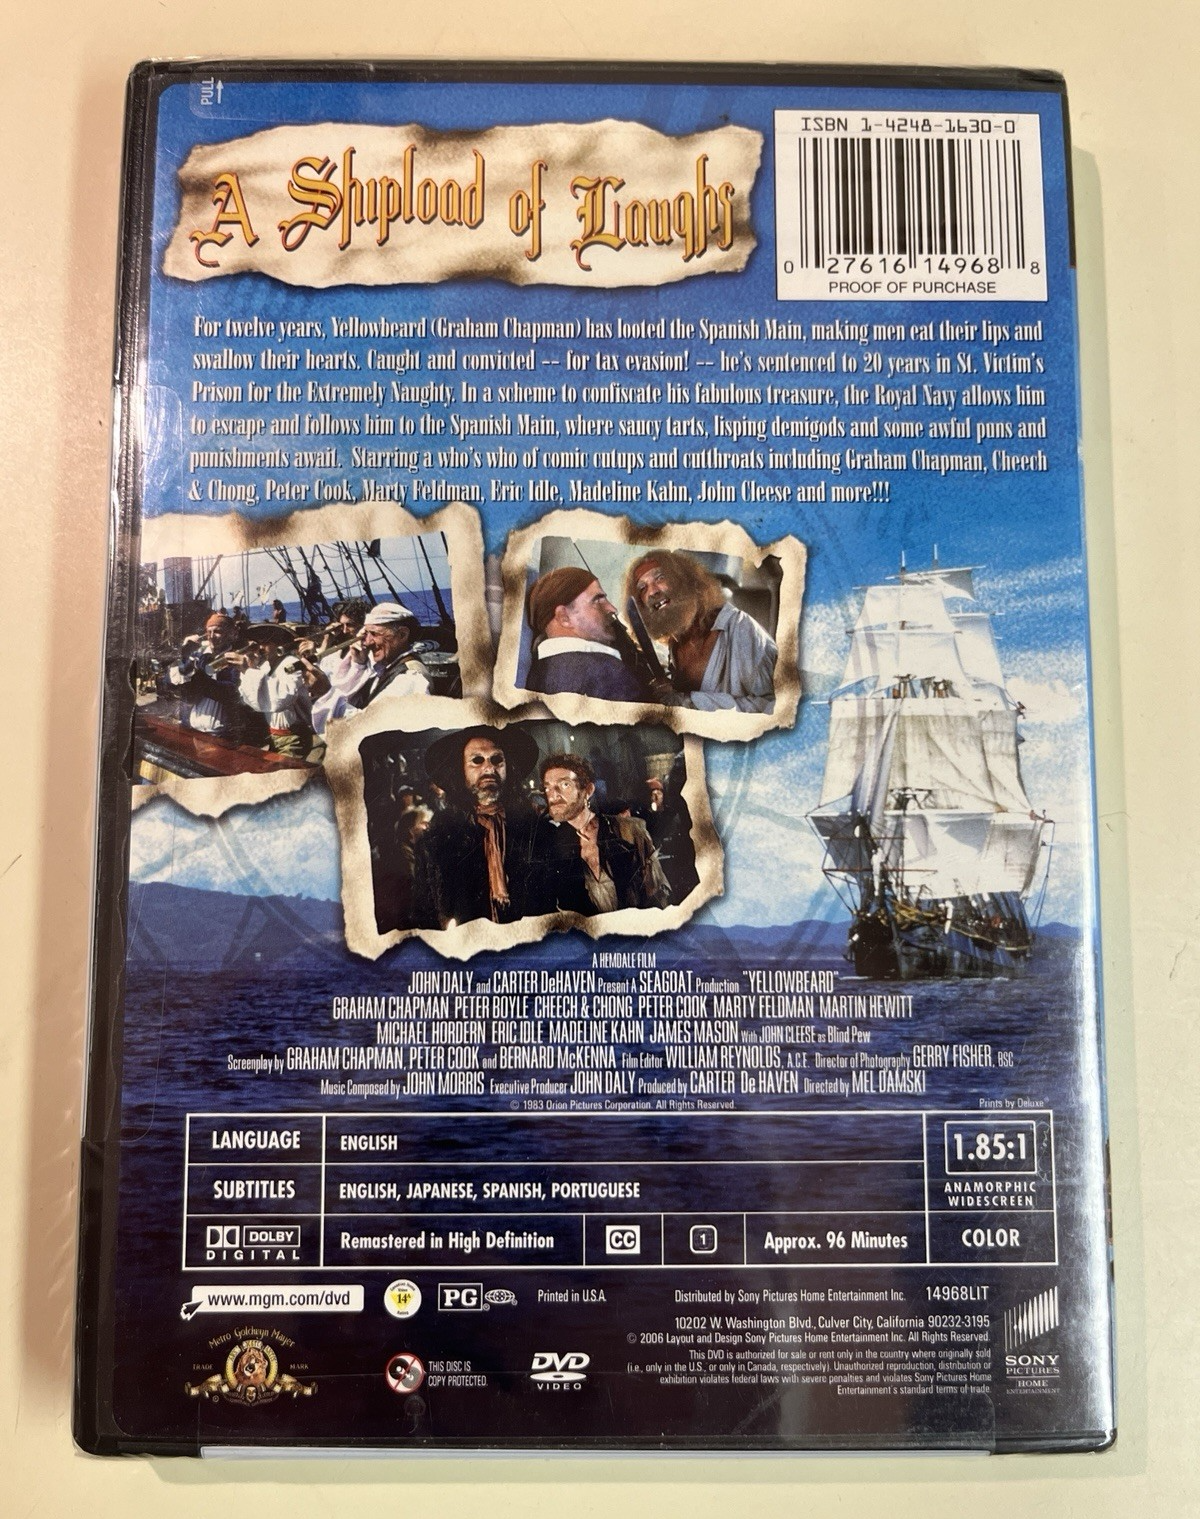 PULL
A Shipload of Laughs
ISBN 1-4248-1630-0
0 27616 14968 8
PROOF OF PURCHASE
For twelve years, Yellowbeard (Graham Chapman) has looted the Spanish Main, making men eat their lips and
swallow their hearts. Caught and convicted -- for tax evasion! -- he's sentenced to 20 years in St. Victim's
Prison for the Extremely Naughty. In a scheme to confiscate his fabulous treasure, the Royal Navy allows him
to escape and follows him to the Spanish Main, where saucy tarts, lisping demigods and some awful puns and
punishments await. Starring a who's who of comic cutups and cutthroats including Graham Chapman, Cheech
& Chong, Peter Cook, Marty Feldman, Eric Idle, Madeline Kahn, John Cleese and more!!!
A HEMDALE FILM
JOHN DALY and CARTER DeHAVEN Present A SEAGOAT Production "YELLOWBEARD"
GRAHAM CHAPMAN PETER BOYLE CHEECH & CHONG PETER COOK MARTY FELDMAN MARTIN HEWITT
MICHAEL HORDERN ERIC IDLE MADELINE KAHN JAMES MASON With JOHN CLEESE as Blind Pew
Screenplay by GRAHAM CHAPMAN, PETER COOK and BERNARD McKENNA Film Editor WILLIAM REYNOLDS, A.C.E. Director of Photography GERRY FISHER, BSC
Music Composed by JOHN MORRIS Executive Producer JOHN DALY Produced by CARTER De HAVEN Directed by MEL DAMSKI
© 1983 Orion Pictures Corporation. All Rights Reserved.
Prints by Deluxe
LANGUAGE ENGLISH
1.85:1
SUBTITLES ENGLISH, JAPANESE, SPANISH, PORTUGUESE
ANAMORPHIC
WIDESCREEN
DOLBY
DIGITAL
Remastered in High Definition CC 1 Approx. 96 Minutes COLOR
www.mgm.com/dvd
14A
PG
Printed in U.S.A.
Distributed by Sony Pictures Home Entertainment Inc. 14968LIT
10202 W. Washington Blvd., Culver City, California 90232-3195
© 2006 Layout and Design Sony Pictures Home Entertainment Inc. All Rights Reserved.
This DVD is authorized for sale or rent only in the country where originally sold
(i.e., only in the U.S., or only in Canada, respectively). Unauthorized reproduction, distribution or
exhibition violates federal laws with severe penalties and violates Sony Pictures Home
Entertainment's standard terms of trade.
Metro Goldwyn Mayer
TRADE MARK
THIS DISC IS
COPY PROTECTED.
DVD
VIDEO
SONY
PICTURES
HOME
ENTERTAINMENT